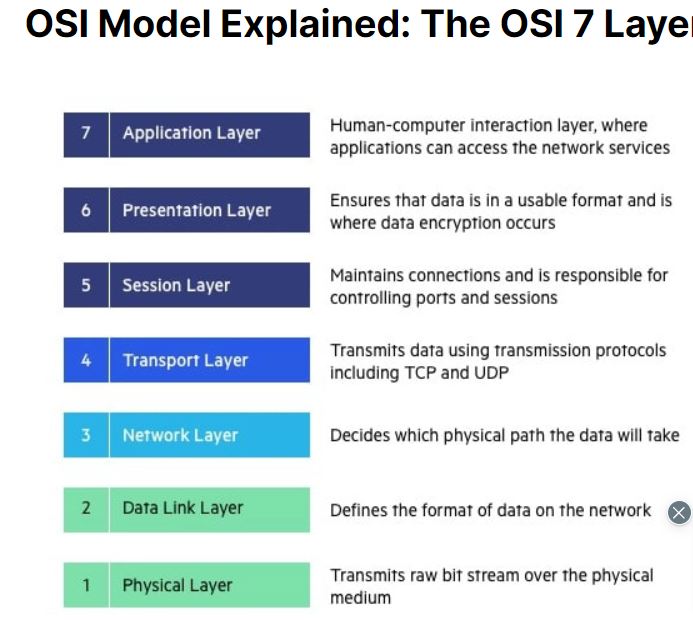 OSI Model Explained: The OSI 7 Laye
7 Application Layer
Human-computer interaction layer, where
applications can access the network services
6 Presentation Layer
Ensures that data is in a usable format and is
where data encryption occurs
5 Session Layer
Maintains connections and is responsible for
controlling ports and sessions
4 Transport Layer
Transmits data using transmission protocols
including TCP and UDP
3 Network Layer
Decides which physical path the data will take
2 Data Link Layer
Defines the format of data on the network
1 Physical Layer
Transmits raw bit stream over the physical
medium